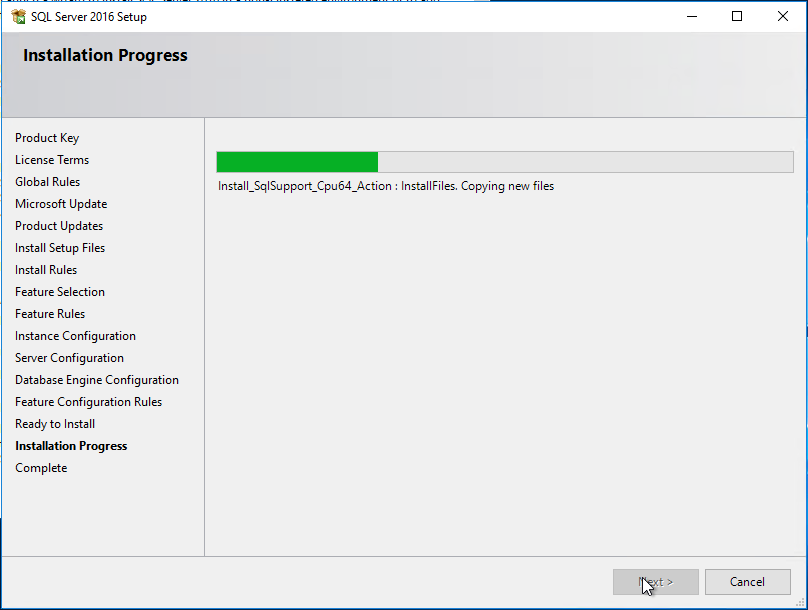 SQL Server 2016 Setup
Installation Progress
Product Key
License Terms
Global Rules
Microsoft Update
Product Updates
Install Setup Files
Install Rules
Feature Selection
Feature Rules
Instance Configuration
Server Configuration
Database Engine Configuration
Feature Configuration Rules
Ready to Install
Installation Progress
Complete
Install_SqlSupport_Cpu64_Action : InstallFiles. Copying new files
Next >
Cancel